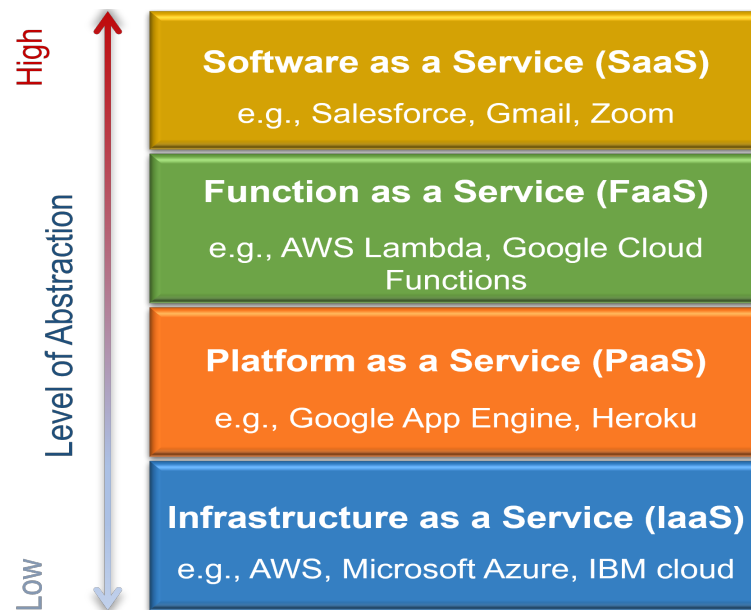 High
Level of Abstraction
Low
Software as a Service (SaaS)
e.g., Salesforce, Gmail, Zoom
Function as a Service (FaaS)
e.g., AWS Lambda, Google Cloud
Functions
Platform as a Service (PaaS)
e.g., Google App Engine, Heroku
Infrastructure as a Service (IaaS)
e.g., AWS, Microsoft Azure, IBM cloud